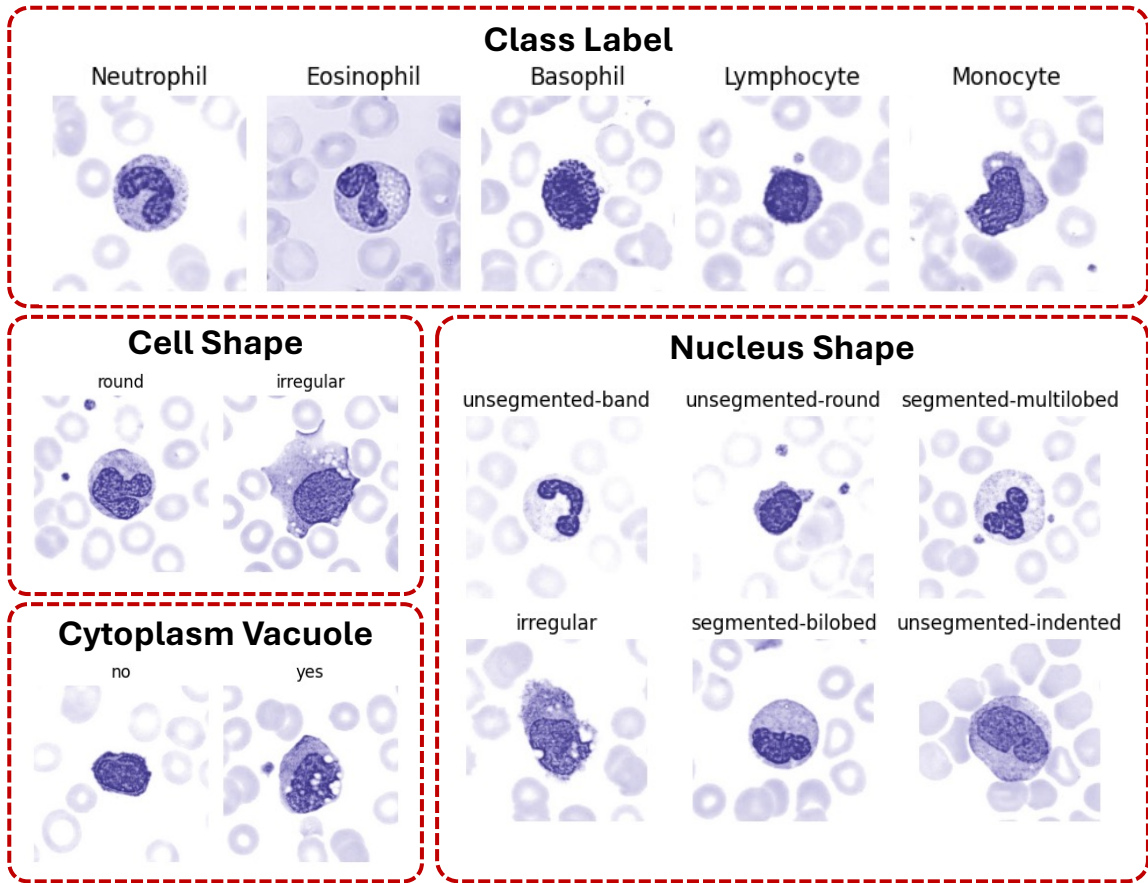 Class Label
Neutrophil Eosinophil Basophil Lymphocyte Monocyte
Cell Shape
round irregular
Cytoplasm Vacuole
no yes
Nucleus Shape
unsegmented-band unsegmented-round segmented-multilobed
irregular segmented-bilobed unsegmented-indented